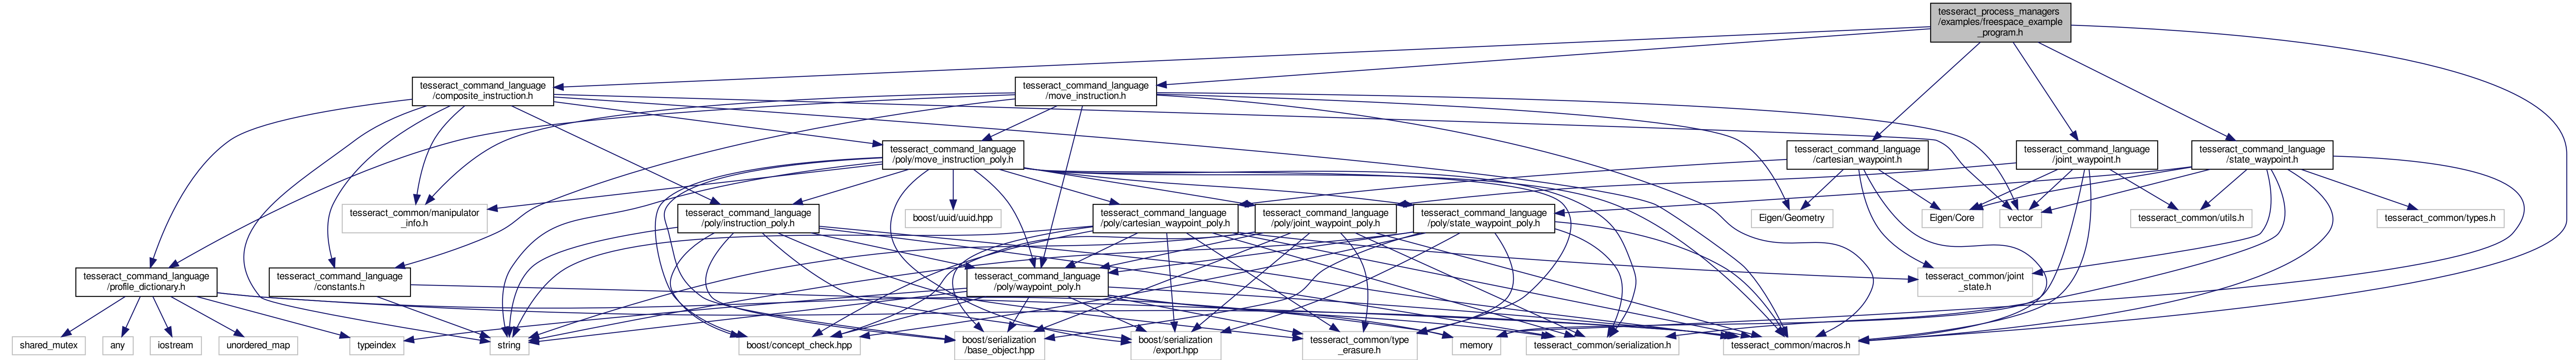 tesseract_process_managers
/examples/freespace_example
_program.h
tesseract_command_language
/composite_instruction.h
tesseract_command_language
/move_instruction.h
tesseract_command_language
/poly/move_instruction_poly.h
tesseract_command_language
/cartesian_waypoint.h
tesseract_command_language
/joint_waypoint.h
tesseract_command_language
/state_waypoint.h
tesseract_common/manipulator
_info.h
tesseract_command_language
/poly/instruction_poly.h
boost/uuid/uuid.hpp
tesseract_command_language
/poly/cartesian_waypoint_poly.h
tesseract_command_language
/poly/joint_waypoint_poly.h
tesseract_command_language
/poly/state_waypoint_poly.h
Eigen/Geometry
Eigen/Core
vector
tesseract_common/utils.h
tesseract_common/types.h
tesseract_command_language
/profile_dictionary.h
tesseract_command_language
/constants.h
tesseract_command_language
/poly/waypoint_poly.h
tesseract_common/joint
_state.h
shared_mutex
any
iostream
unordered_map
typeindex
string
boost/concept_check.hpp
boost/serialization
/base_object.hpp
boost/serialization
/export.hpp
tesseract_common/type
_erasure.h
memory
tesseract_common/serialization.h
tesseract_common/macros.h